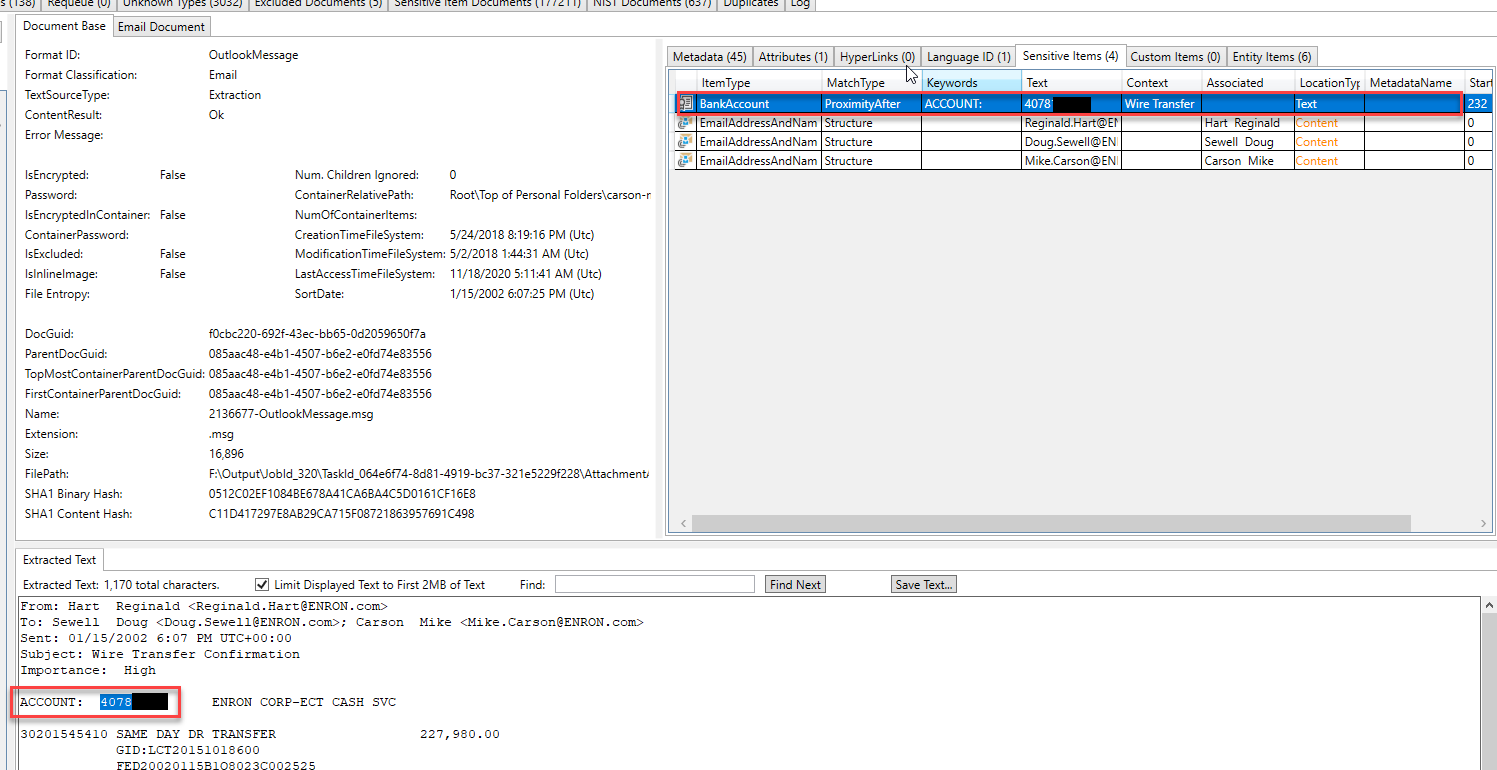 (138) Requeue (0) Unknown Types (3032) Excluded Documents (5) Sensitive Item Documents (177211) NIST Documents (637) Duplicates Log
Document Base Email Document
Format ID: OutlookMessage
Format Classification: Email
TextSourceType: Extraction
ContentResult: Ok
Error Message:
IsEncrypted: False Num. Children Ignored: 0
Password: ContainerRelativePath: Root\Top of Personal Folders\carson-
IsEncryptedInContainer: False NumOfContainerItems:
ContainerPassword: CreationTimeFileSystem: 5/24/2018 8:19:16 PM (Utc)
IsExcluded: False ModificationTimeFileSystem: 5/2/2018 1:44:31 AM (Utc)
IsInlineImage: False LastAccessTimeFileSystem: 11/18/2020 5:11:41 AM (Utc)
File Entropy: SortDate: 1/15/2002 6:07:25 PM (Utc)
DocGuid: f0cbc220-692f-43ec-bb65-0d2059650f7a
ParentDocGuid: 085aac48-e4b1-4507-b6e2-e0fd74e83556
TopMostContainerParentDocGuid: 085aac48-e4b1-4507-b6e2-e0fd74e83556
FirstContainerParentDocGuid: 085aac48-e4b1-4507-b6e2-e0fd74e83556
Name: 2136677-OutlookMessage.msg
Extension: .msg
Size: 16,896
FilePath: F:\Output\JobId_320\TaskId_064e6f74-8d81-4919-bc37-321e5229f228\Attachment
SHA1 Binary Hash: 0512C02EF1084BE678A41CA6BA4C5D0161CF16E8
SHA1 Content Hash: C11D417297E8AB29CA715F08721863957691C498
Metadata (45) Attributes (1) HyperLinks (0) Language ID (1) Sensitive Items (4) Custom Items (0) Entity Items (6)
ItemType MatchType Keywords Text Context Associated LocationTyp MetadataName Start
BankAccount ProximityAfter ACCOUNT: 4078 Wire Transfer Text 232
EmailAddressAndNam Structure Reginald.Hart@EN Hart Reginald Content 0
EmailAddressAndNam Structure Doug.Sewell@EN Sewell Doug Content 0
EmailAddressAndNam Structure Mike.Carson@EN Carson Mike Content 0
Extracted Text
Extracted Text: 1,170 total characters. Limit Displayed Text to First 2MB of Text Find: Find Next Save Text...
From: Hart Reginald <Reginald.Hart@ENRON.com>
To: Sewell Doug <Doug.Sewell@ENRON.com>; Carson Mike <Mike.Carson@ENRON.com>
Sent: 01/15/2002 6:07 PM UTC+00:00
Subject: Wire Transfer Confirmation
Importance: High
ACCOUNT: 4078 ENRON CORP-ECT CASH SVC
30201545410 SAME DAY DR TRANSFER 227,980.00
GID:LCT20151018600
FED20020115B1Q8023C002525